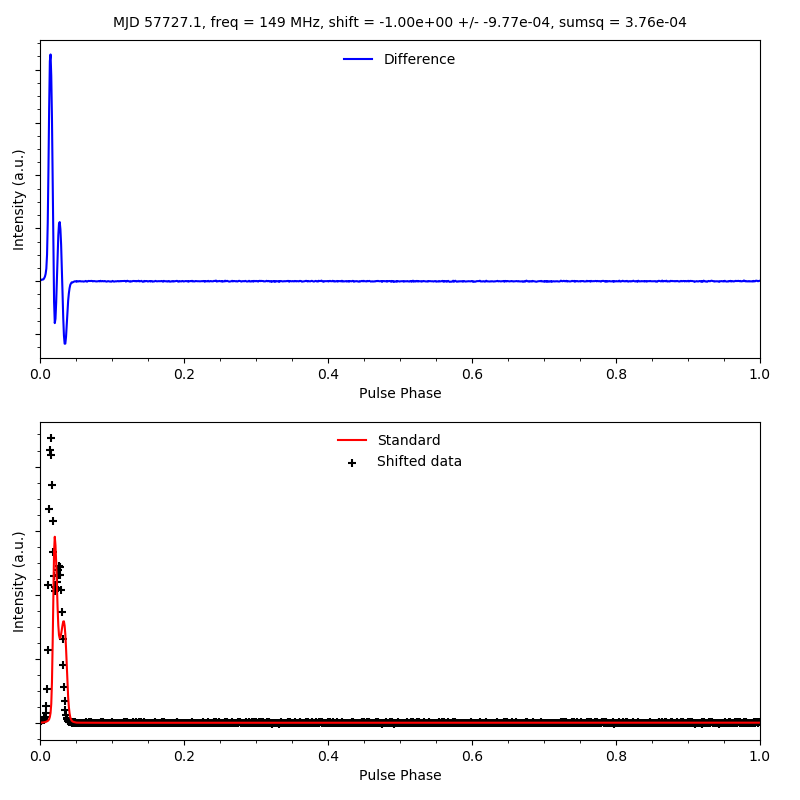 MJD 57727.1, freq = 149 MHz, shift = -1.00e+00 +/- -9.77e-04, sumsq = 3.76e-04
Difference
Intensity (a.u.)
0.0 0.2 0.4 0.6 0.8 1.0
Pulse Phase
Standard
Shifted data
Intensity (a.u.)
0.0 0.2 0.4 0.6 0.8 1.0
Pulse Phase